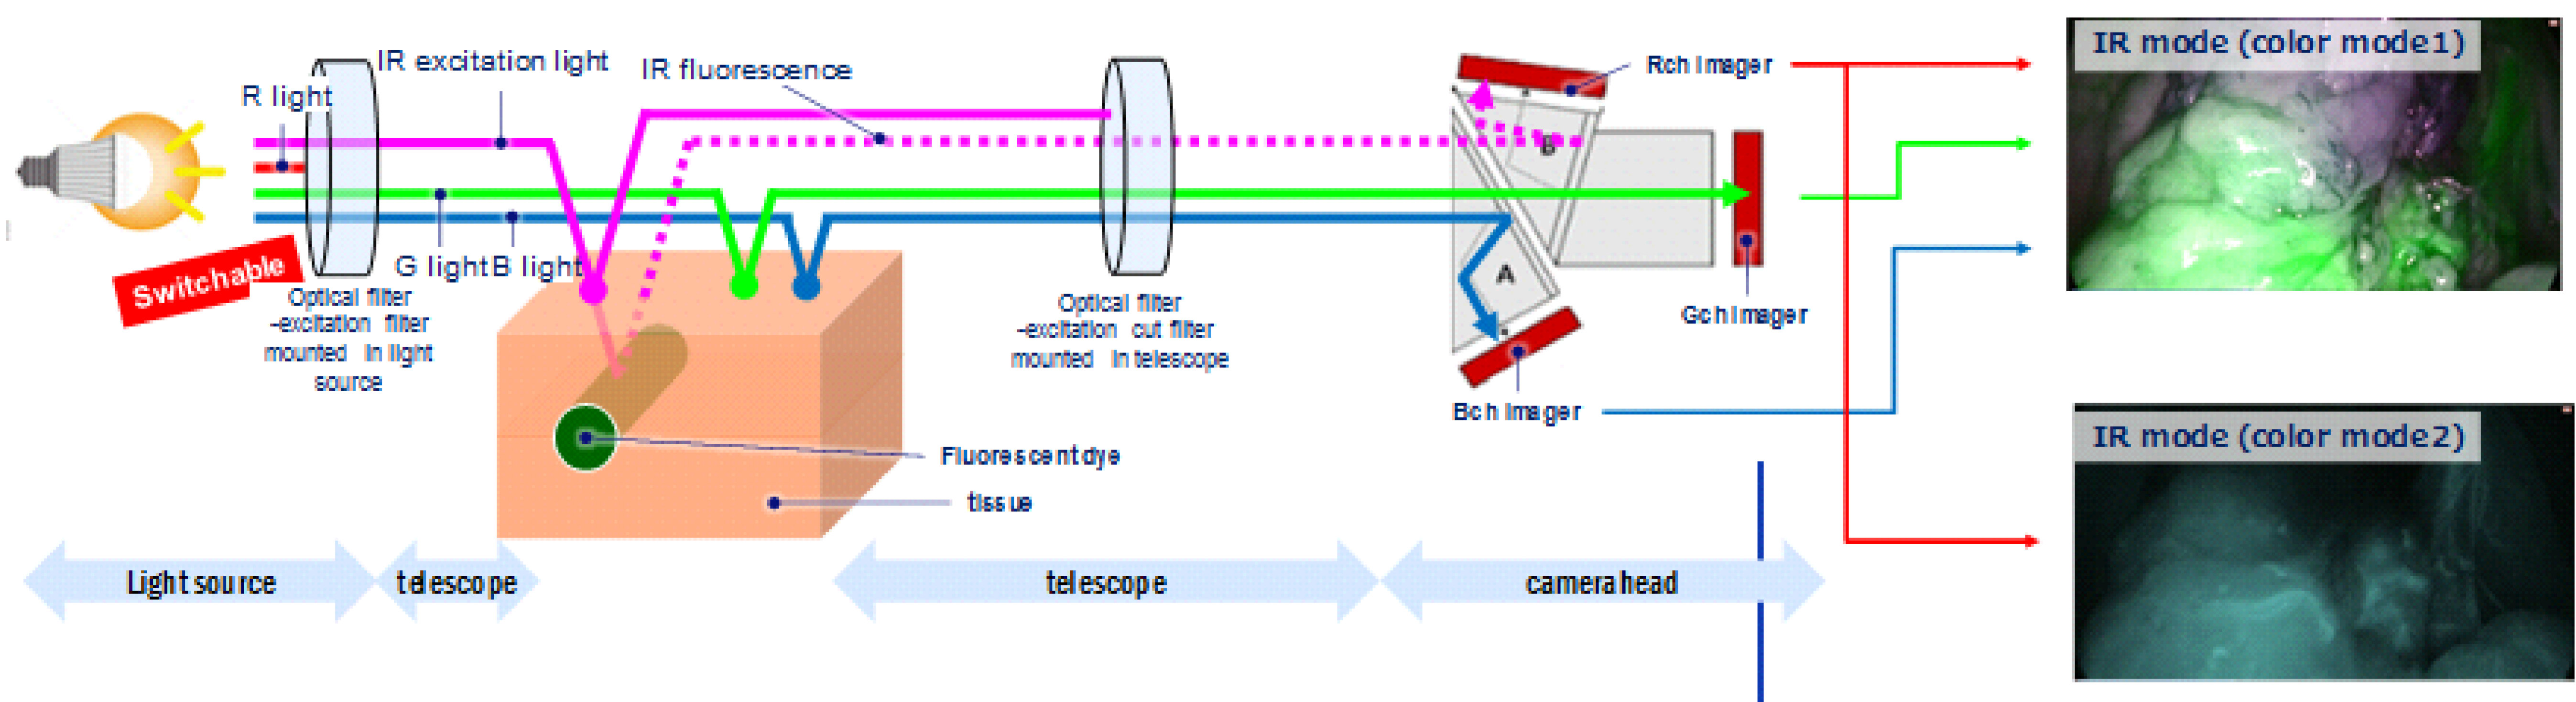 IR excitation light
IR fluorescence
R light
Switchable
G light
B light
Optical filter
-excitation filter
mounted in light
source
Optical filter
-excitation cut filter
mounted in telescope
Rch Imager
B
A
Gch Imager
Bch Imager
Fluorescent dye
tissue
Light source
telescope
telescope
camera head
IR mode (color mode1)
IR mode (color mode2)